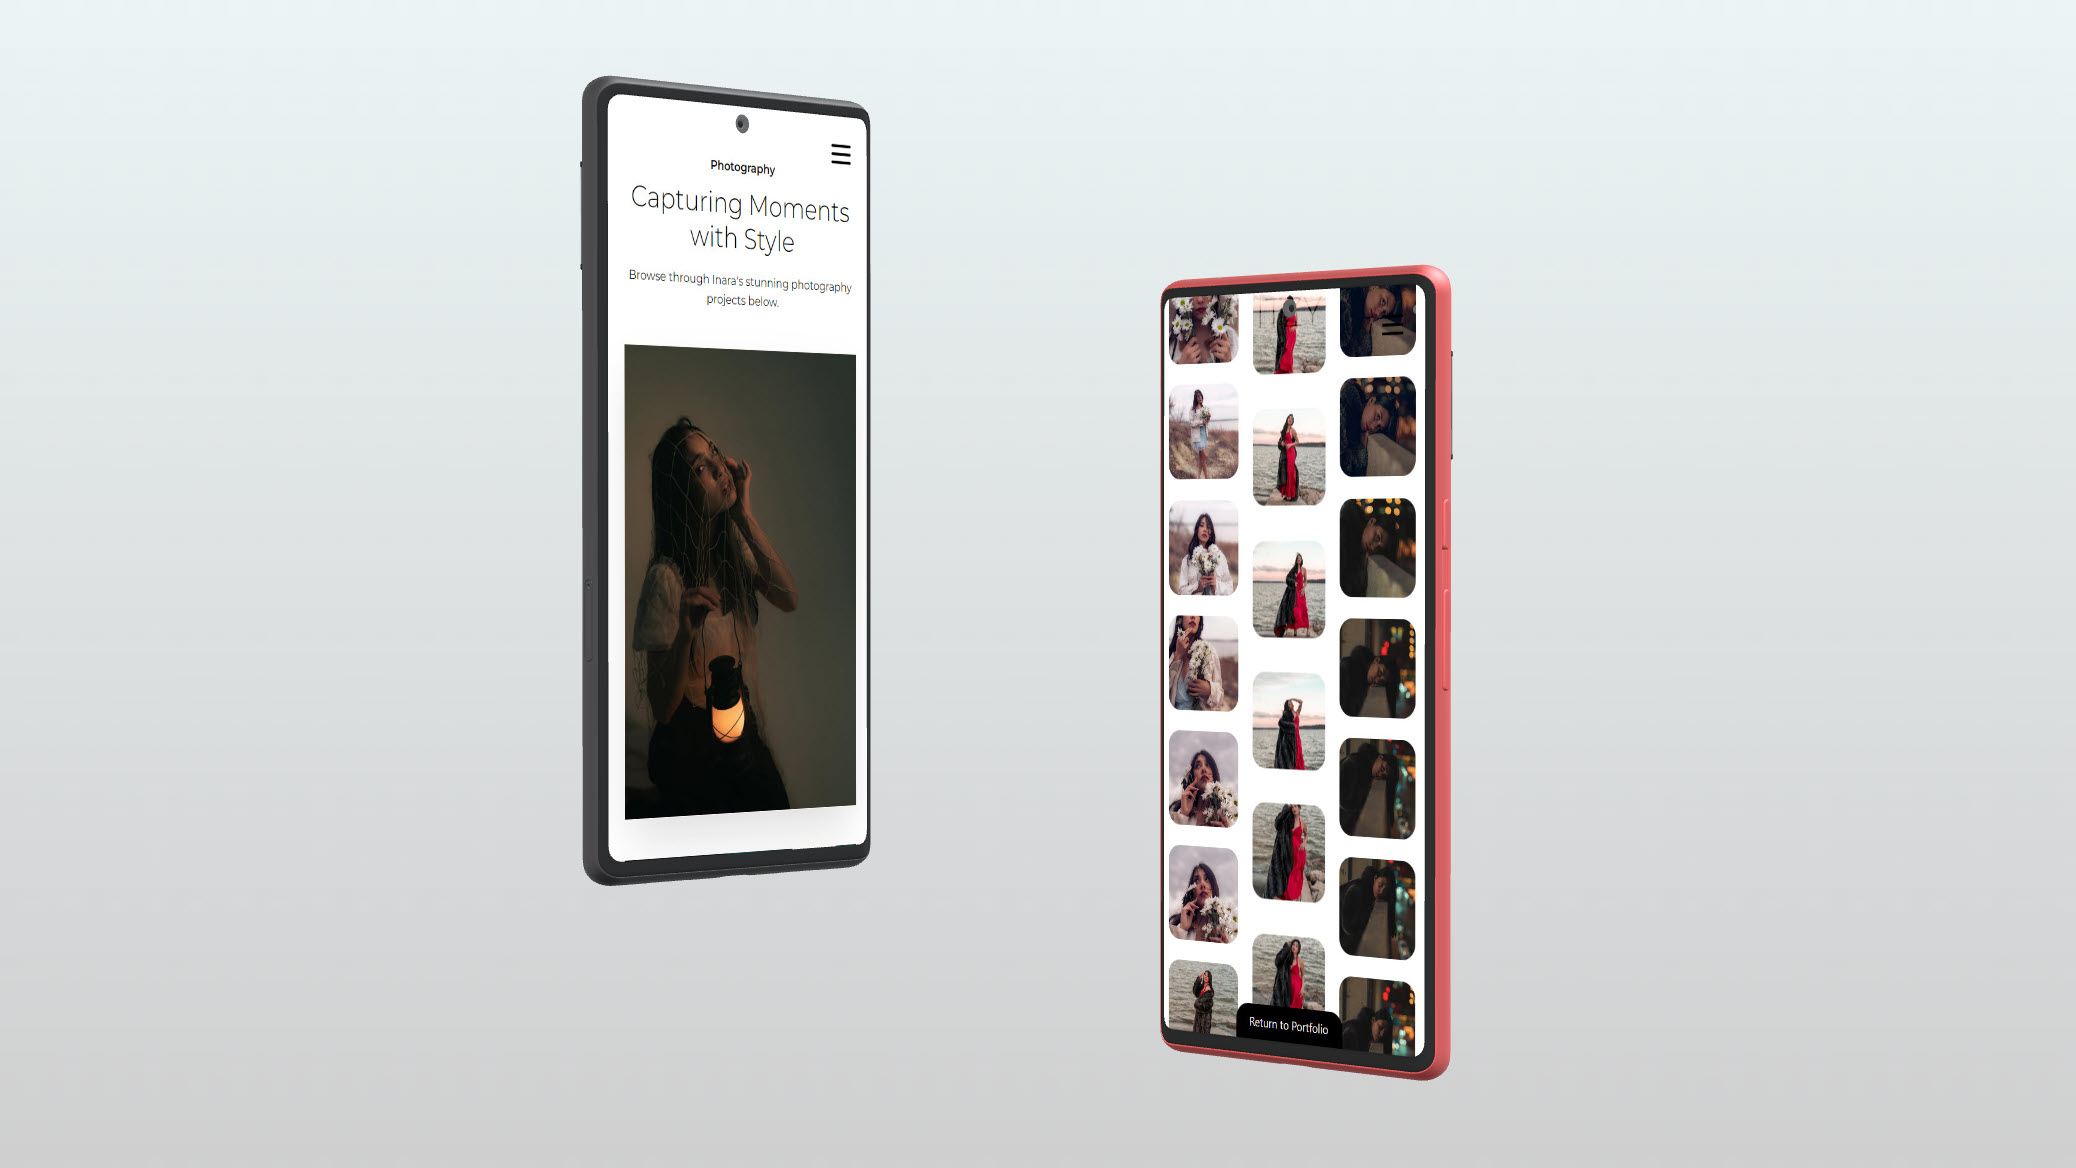 Photography
Capturing Moments
with Style
Browse through Inara's stunning photography
projects below.
Return to Portfolio